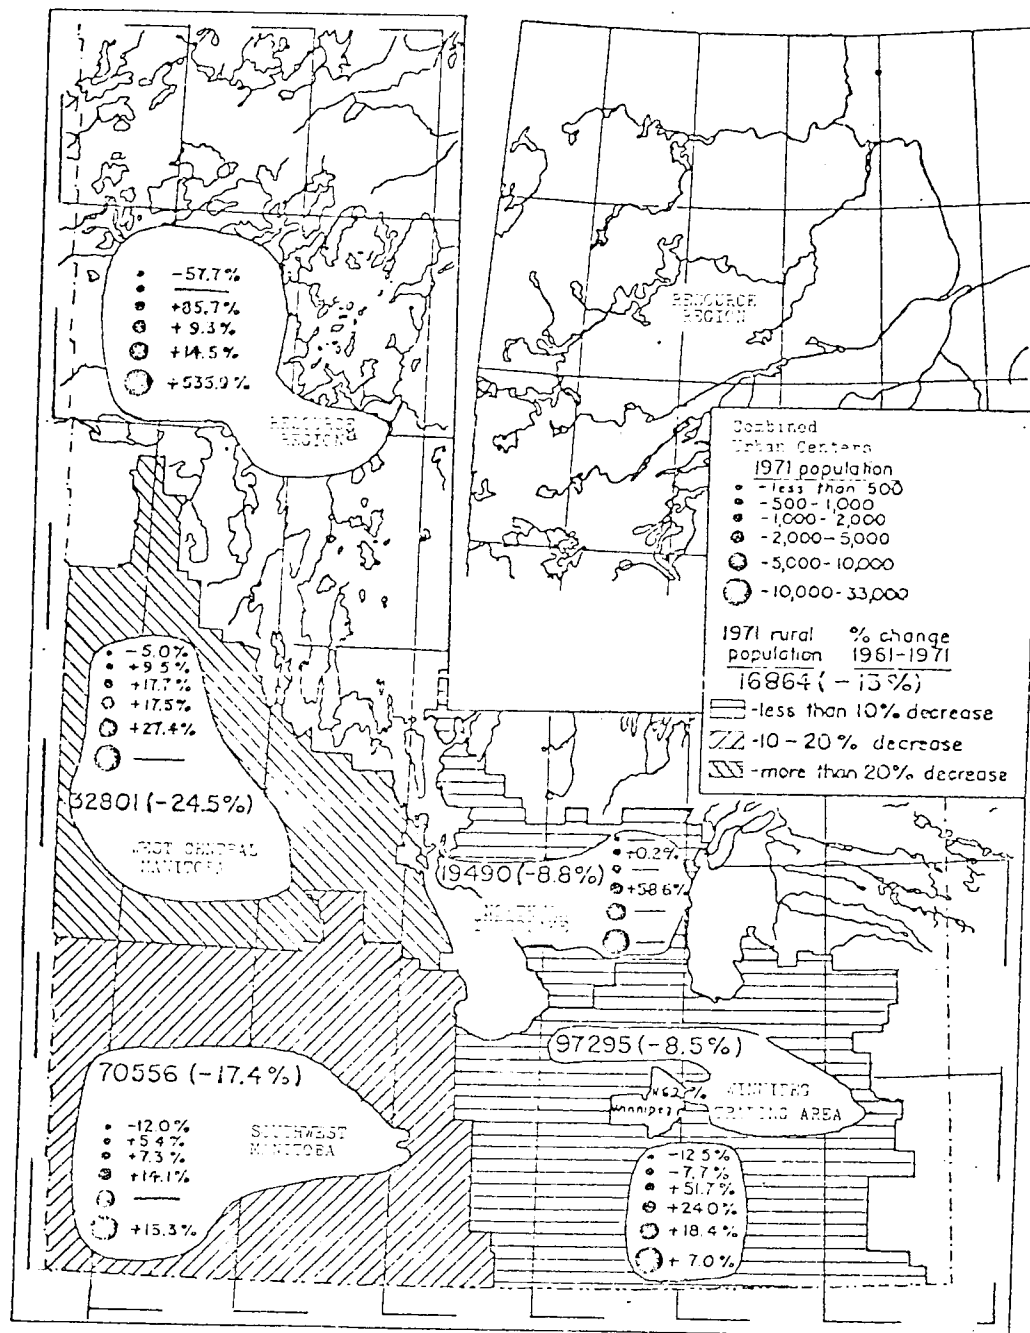 -57.7%
+85.7%
+9.3%
+14.5%
+535.9%
RESOURCE
REGION
RESOURCE
REGION
Combined
Urban Centers
1971 population
-less than 500
-500-1,000
-1,000-2,000
-2,000-5,000
-5,000-10,000
-10,000-33,000
1971 rural % change
population 1961-1971
16864 (-13%)
-less than 10% decrease
-10-20% decrease
-more than 20% decrease
-5.0%
+9.5%
+17.7%
+17.5%
+27.4%
32801 (-24.5%)
WEST CENTRAL
MANITOBA
19490 (-8.8%)
+0.2%
+58.6%
97295 (-8.5%)
Winnipeg
WINNIPEG
TRADING AREA
70556 (-17.4%)
-12.0%
+5.4%
+7.3%
+14.1%
+15.3%
SOUTHWEST
MANITOBA
-12.5%
-7.7%
+51.7%
+24.0%
+18.4%
+7.0%